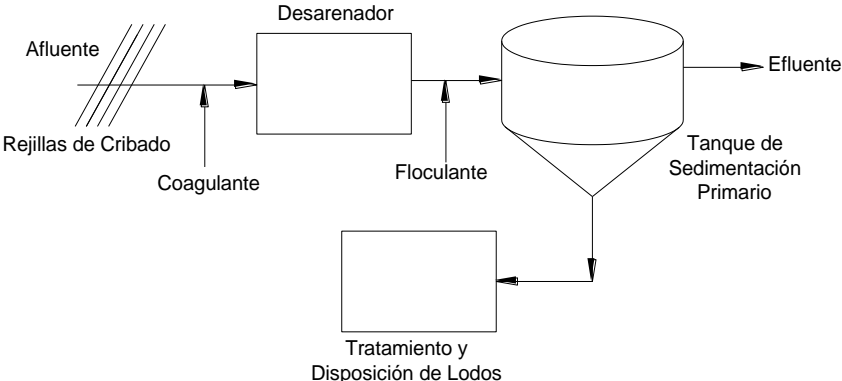 Desarenador
Afluente
Efluente
Rejillas de Cribado
Coagulante
Floculante
Tanque de
Sedimentación
Primario
Tratamiento y
Disposición de Lodos